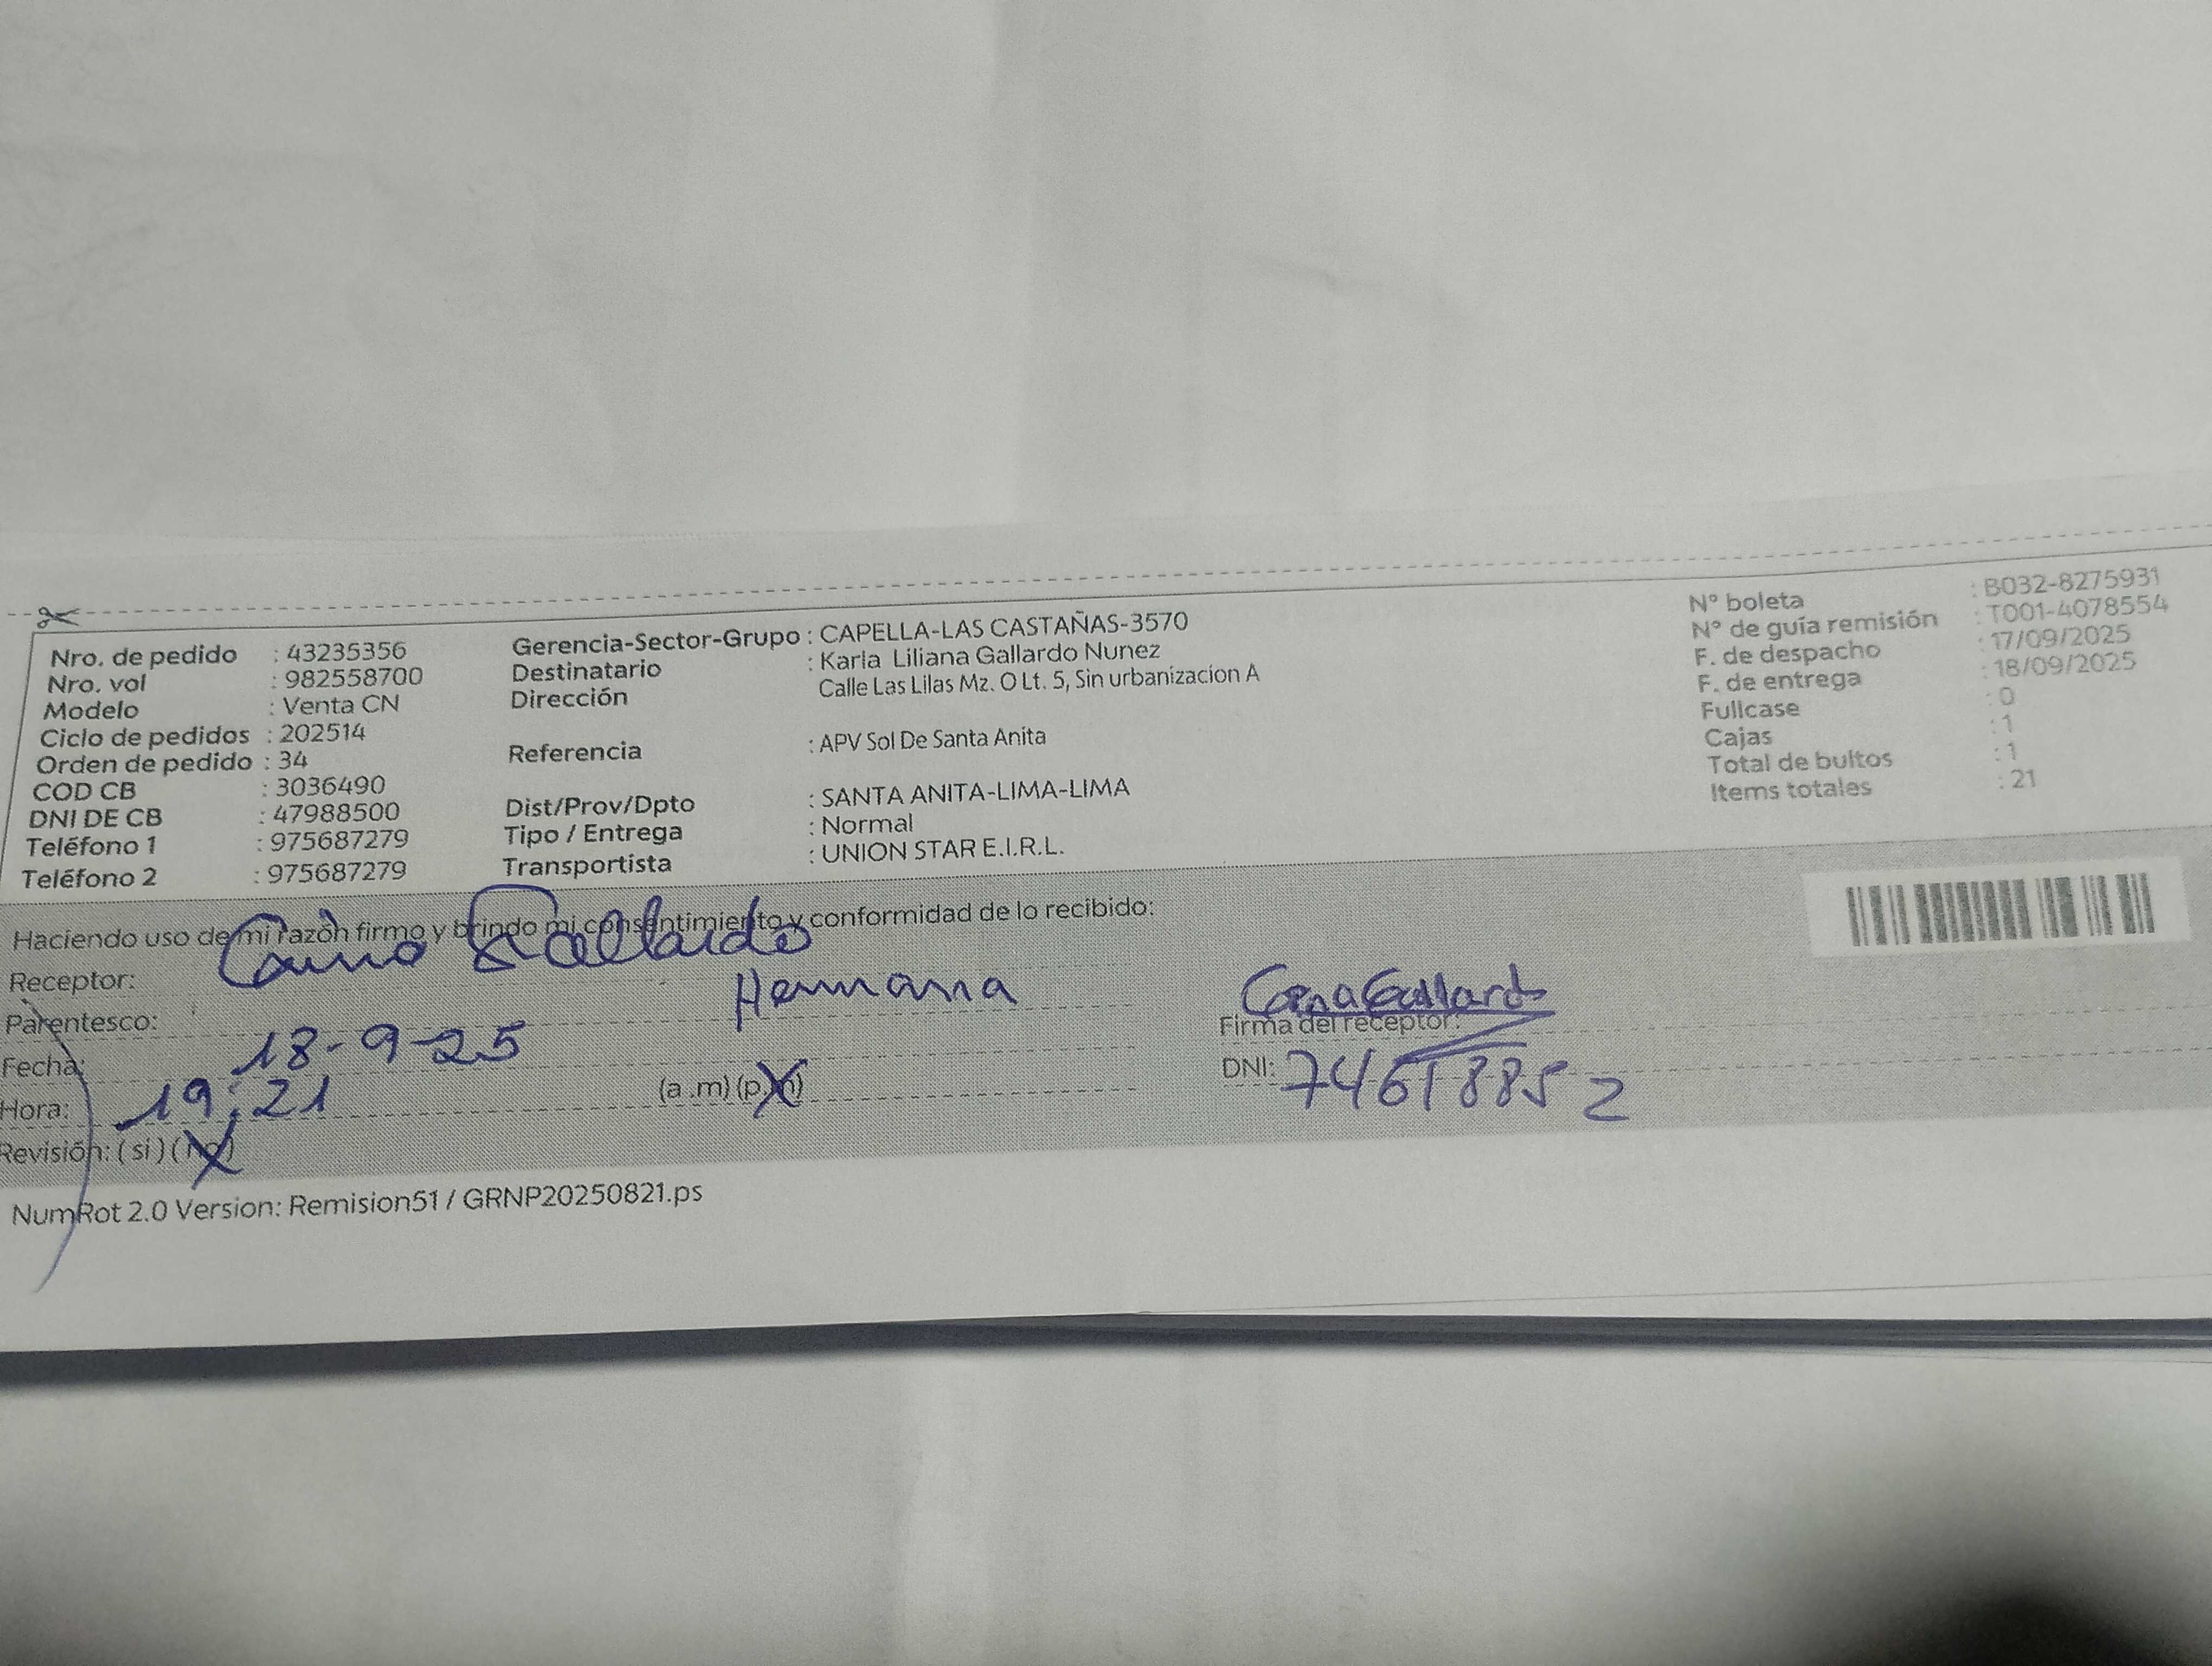 Nro. de pedido : 43235356
Nro. vol : 982558700
Modelo : Venta CN
Ciclo de pedidos : 202514
Orden de pedido : 34
COD CB : 3036490
DNI DE CB : 47988500
Teléfono 1 : 975687279
Teléfono 2 : 975687279
Gerencia-Sector-Grupo : CAPELLA-LAS CASTAÑAS-3570
Destinatario : Karla Liliana Gallardo Nunez
Dirección Calle Las Lilas Mz. O Lt. 5, Sin urbanizacion A
Referencia : APV Sol De Santa Anita
Dist/Prov/Dpto : SANTA ANITA-LIMA-LIMA
Tipo / Entrega : Normal
Transportista : UNION STAR E.I.R.L.
N° boleta : B032-8275931
N° de guía remisión : T001-4078554
F. de despacho : 17/09/2025
F. de entrega : 18/09/2025
Fullcase : 0
Cajas : 1
Total de bultos : 1
Items totales : 21
Haciendo uso de mi razón firmo y brindo mi consentimiento y conformidad de lo recibido:
Receptor: Gallardo
Parentesco: Hermana
Fecha: 18-9-25
Hora: 19:21 (a.m) (p.m)
Revisión: (si) (no)
Gallardo
Firma del receptor:
DNI:
NumRot 2.0 Version: Remision51 / GRNP20250821.ps